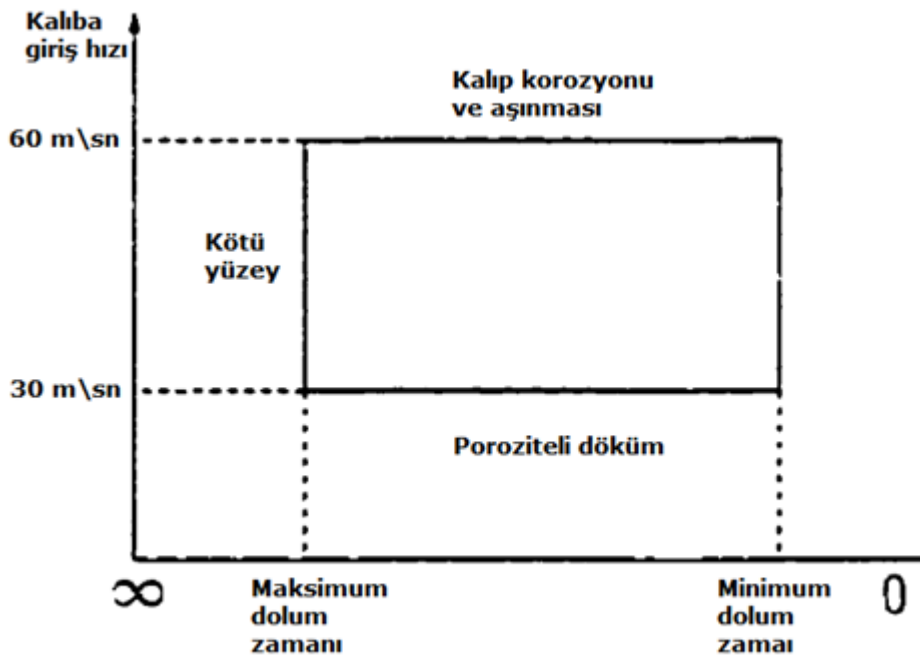 Kalıba
giriş hızı
Kalıp korozyonu
ve aşınması
60 m\sn
Kötü
yüzey
30 m\sn
Poroziteli döküm
∞
Maksimum
dolum
zamanı
Minimum
dolum
zamaı
0